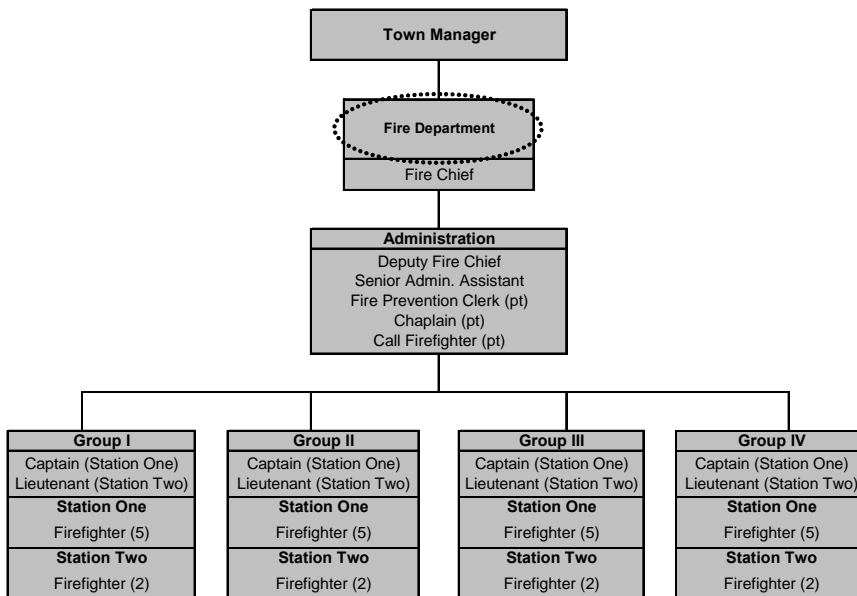 Town Manager
Fire Department
Fire Chief
Administration
Deputy Fire Chief
Senior Admin. Assistant
Fire Prevention Clerk (pt)
Chaplain (pt)
Call Firefighter (pt)
Group I
Captain (Station One)
Lieutenant (Station Two)
Station One
Firefighter (5)
Station Two
Firefighter (2)
Group II
Captain (Station One)
Lieutenant (Station Two)
Station One
Firefighter (5)
Station Two
Firefighter (2)
Group III
Captain (Station One)
Lieutenant (Station Two)
Station One
Firefighter (5)
Station Two
Firefighter (2)
Group IV
Captain (Station One)
Lieutenant (Station Two)
Station One
Firefighter (5)
Station Two
Firefighter (2)